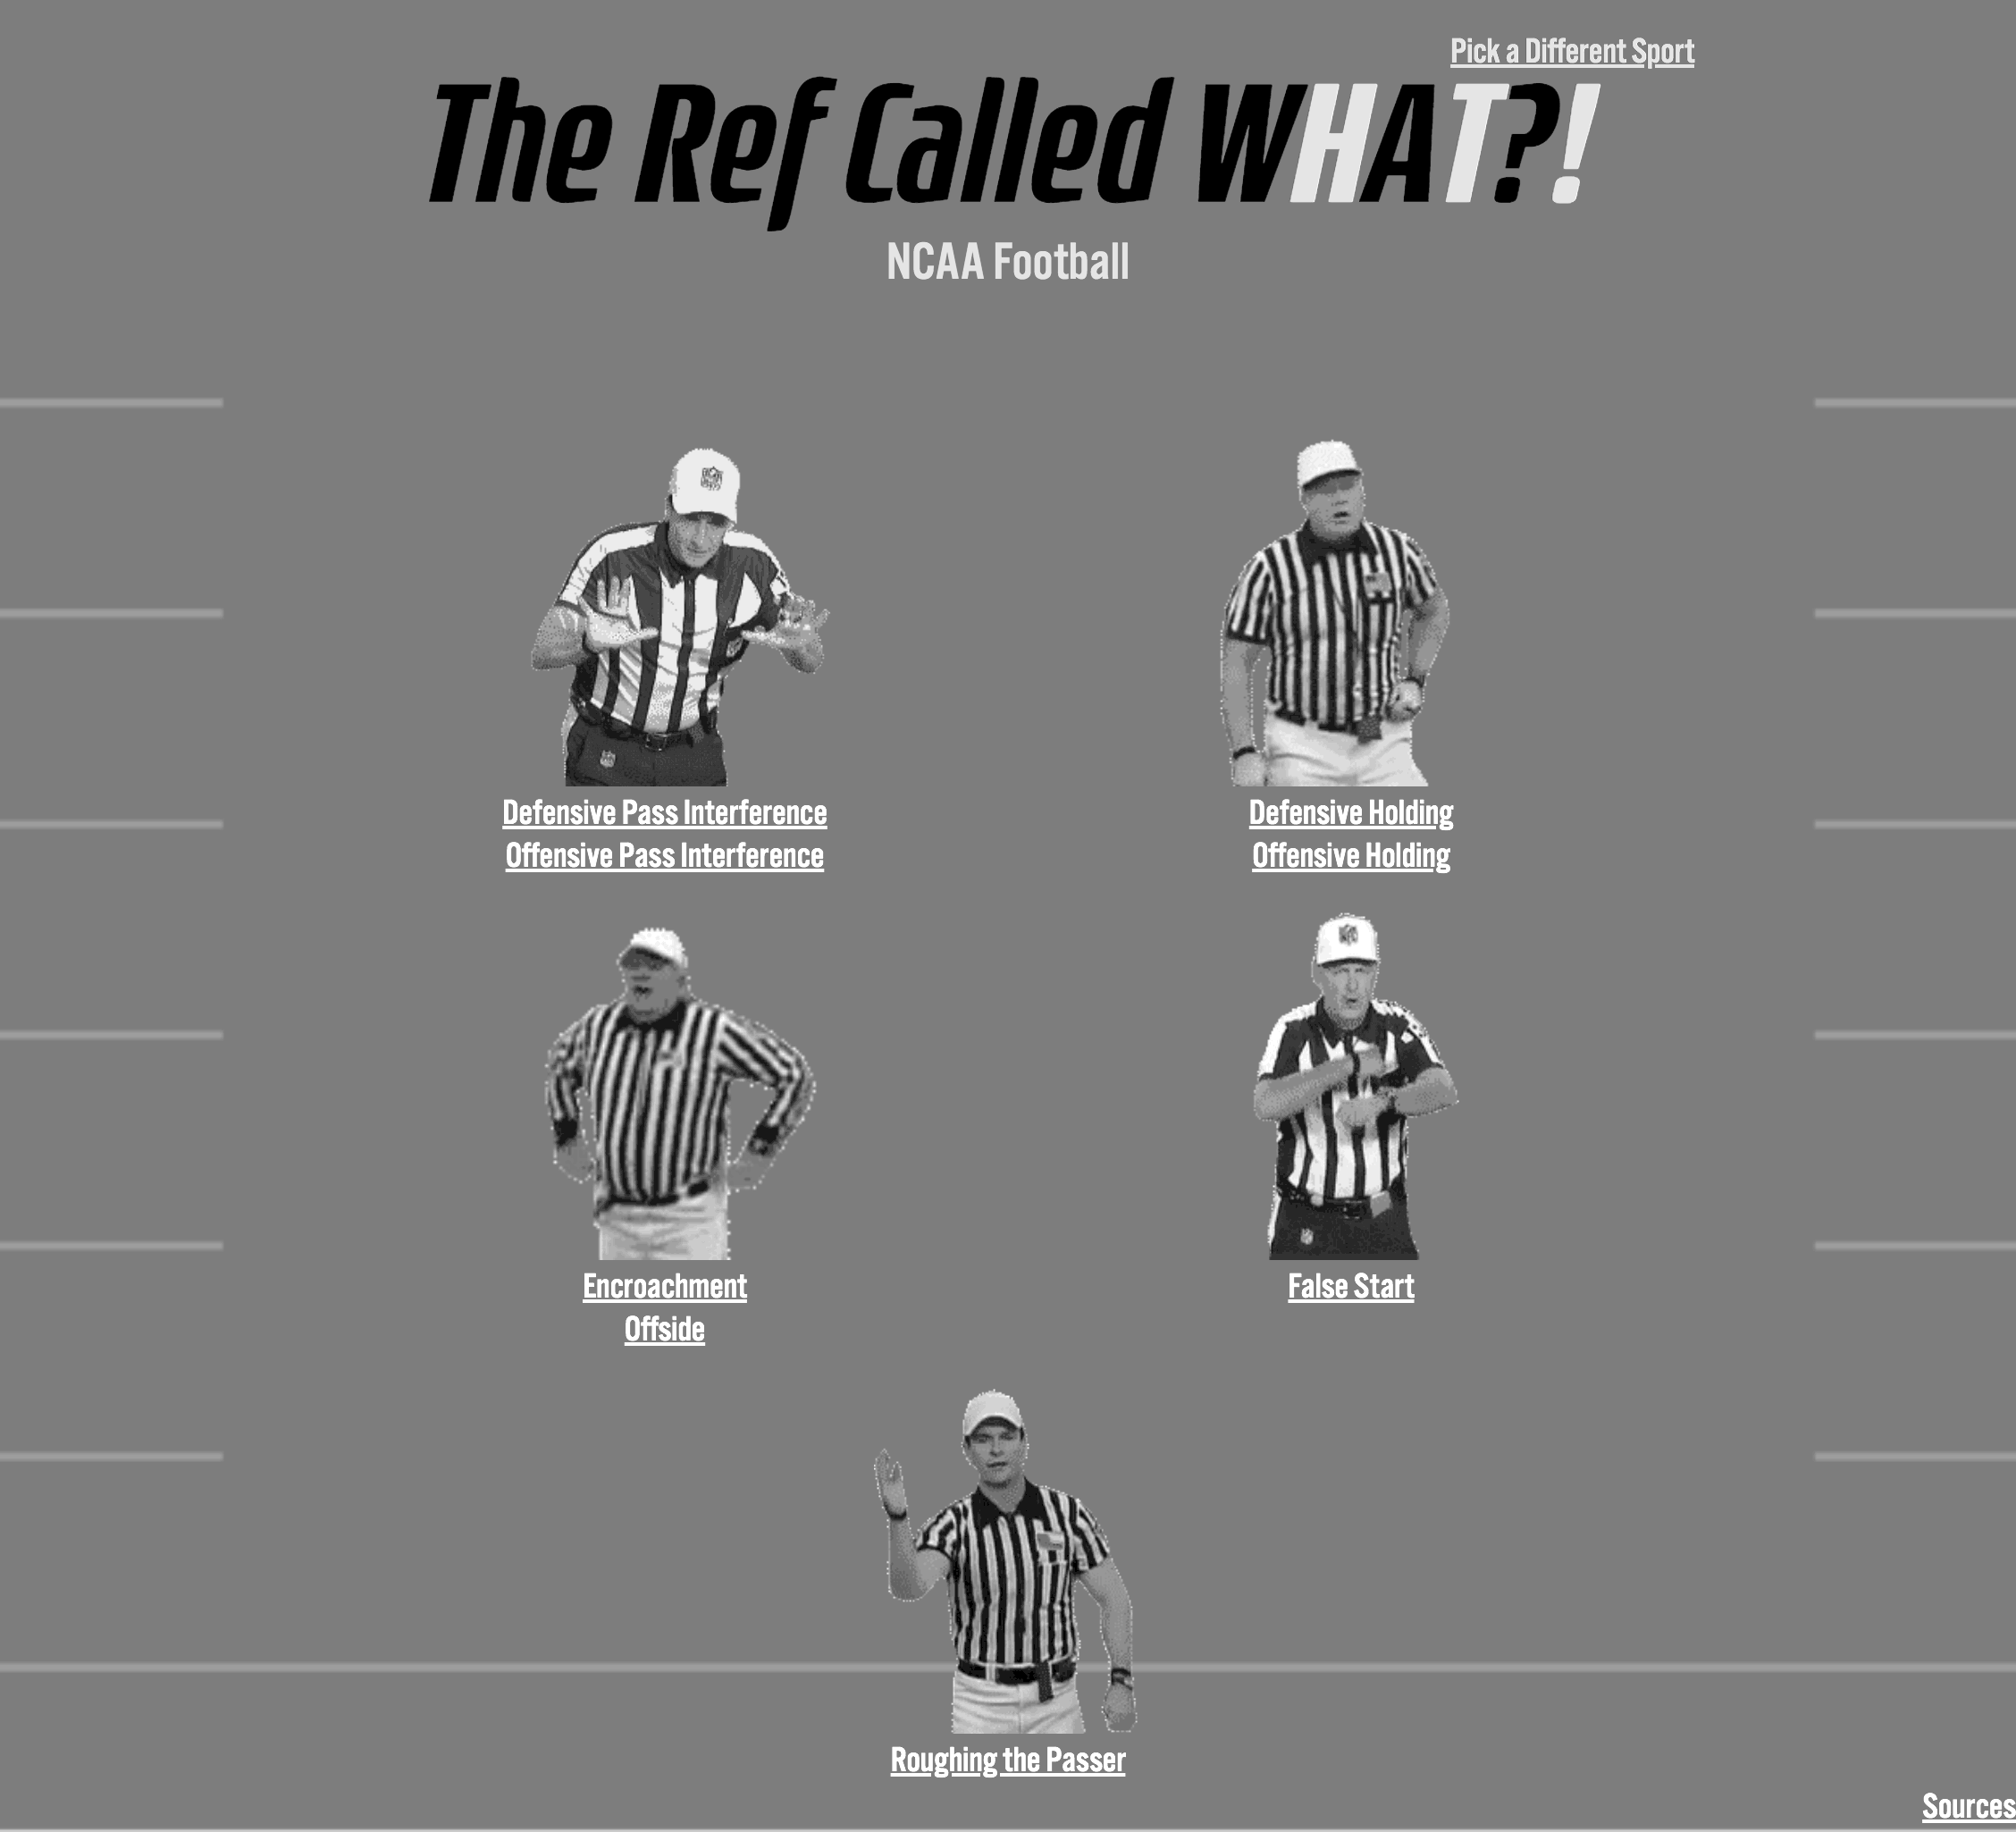 Pick a Different Sport
The Ref Called WHAT?!
NCAA Football
Defensive Pass Interference
Offensive Pass Interference
Defensive Holding
Offensive Holding
Encroachment
Offside
False Start
Roughing the Passer
Sources